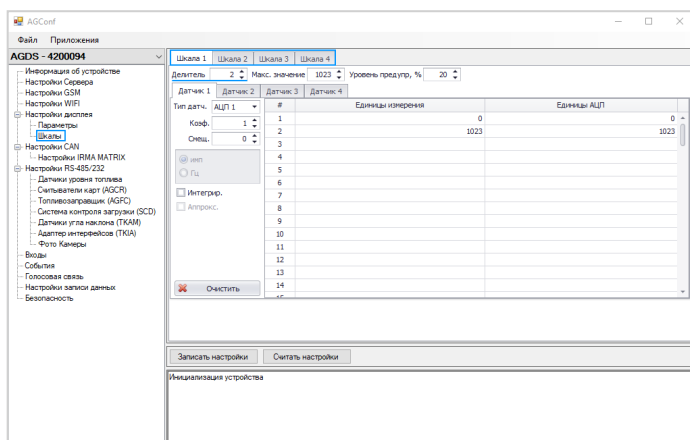 AGConf
Файл Приложения
AGDS - 4200094
Информация об устройстве
Настройки Сервера
Настройки GSM
Настройки WIFI
Настройки дисплея
Параметры
Шкалы
Настройки CAN
Настройки IRMA MATRIX
Настройки RS-485/232
Датчики уровня топлива
Считыватели карт (AGCR)
Топливозаправщик (AGFC)
Система контроля загрузки (SCD)
Датчики угла наклона (TKAM)
Адаптер интерфейсов (TKIA)
Фото Камеры
Входы
События
Голосовая связь
Настройки записи данных
Безопасность
Шкала 1 Шкала 2 Шкала 3 Шкала 4
Делитель 2 Макс. значение 1023 Уровень предупр, % 20
Датчик 1 Датчик 2 Датчик 3 Датчик 4
Тип датч. АЦП 1
Коэф. 1
Смещ. 0
имп
Гц
Интегрир.
Аппрокс.
Очистить
# Единицы измерения Единицы АЦП
1 0 0
2 1023 1023
3
4
5
6
7
8
9
10
11
12
13
14
15
Записать настройки Считать настройки
Инициализация устройства